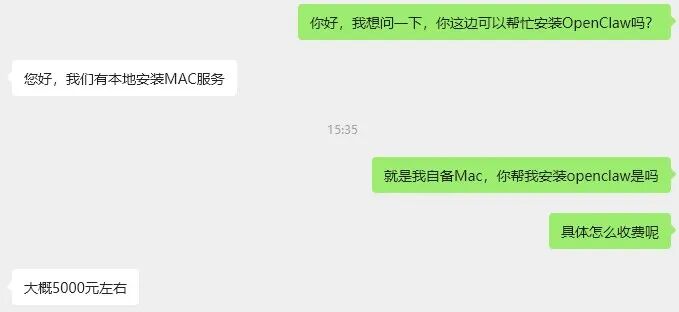 你好，我想问一下，你这边可以帮忙安装OpenClaw吗?
您好，我们有本地安装MAC服务
15:35
就是我自备Mac，你帮我安装openclaw是吗
具体怎么收费呢
大概5000元左右